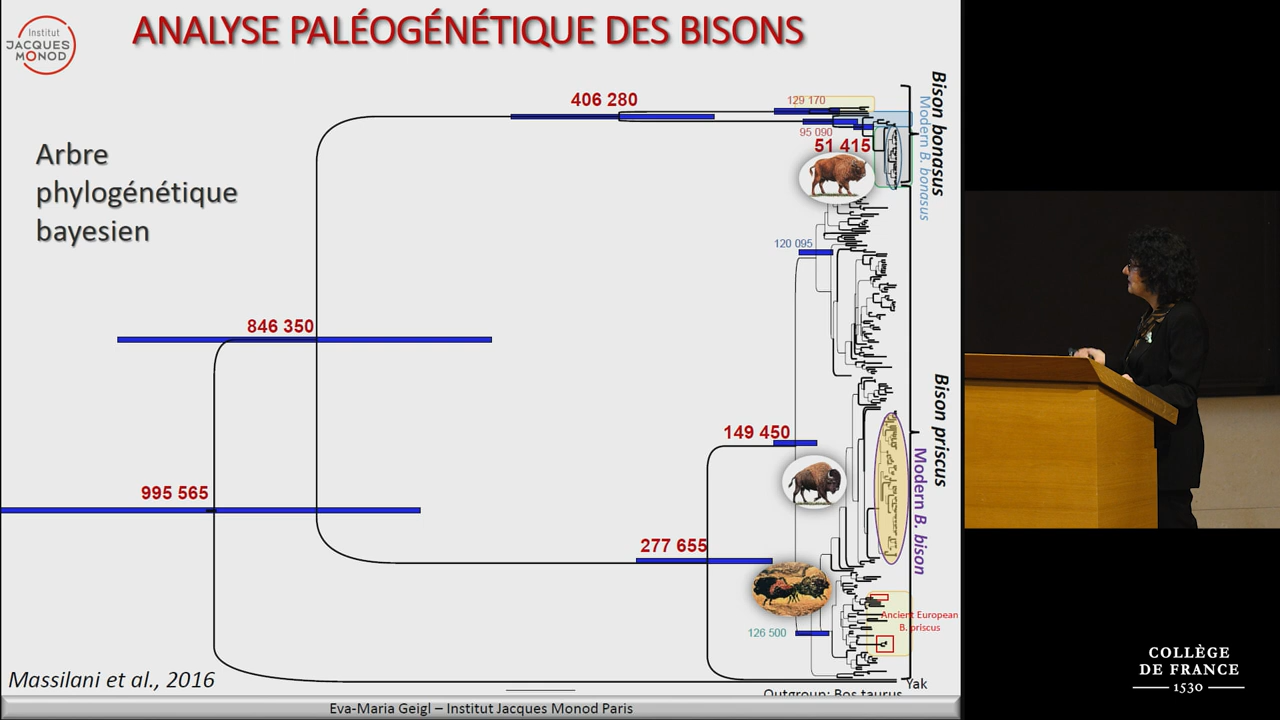 Institut
JACQUES
MONOD
ANALYSE PALÉOGÉNÉTIQUE DES BISONS
Arbre
phylogénétique
bayesien
406 280
129 170
95 090
51 415
Bison bonasus
Modern B. bonasus
120 095
846 350
149 450
Bison priscus
Modern B. bison
995 565
277 655
126 500
Ancient European
B. priscus
Yak
Outgroup: Bos taurus
Massilani et al., 2016
Eva-Maria Geigl – Institut Jacques Monod Paris
COLLÈGE
DE FRANCE
1530